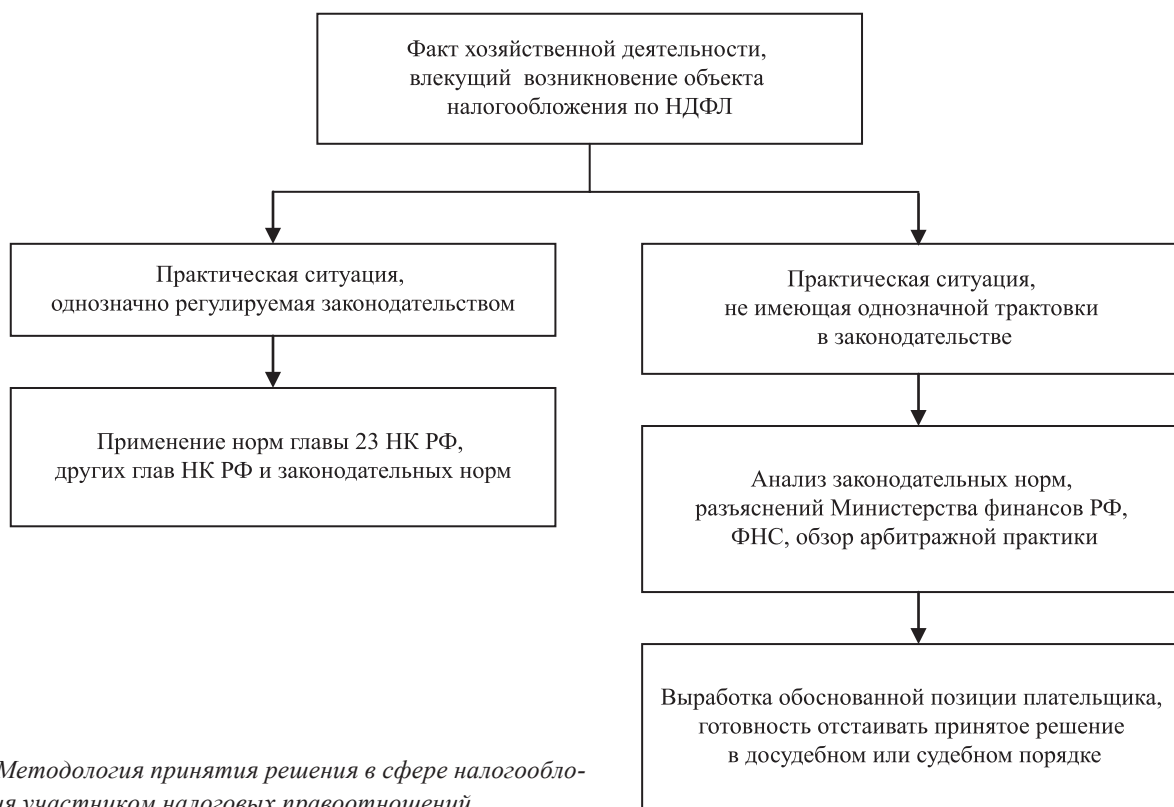 Факт хозяйственной деятельности,
влекущий возникновение объекта
налогообложения по НДФЛ
Практическая ситуация,
однозначно регулируемая законодательством
Применение норм главы 23 НК РФ,
других глав НК РФ и законодательных норм
Практическая ситуация,
не имеющая однозначной трактовки
в законодательстве
Анализ законодательных норм,
разъяснений Министерства финансов РФ,
ФНС, обзор арбитражной практики
Выработка обоснованной позиции плательщика,
готовность отстаивать принятое решение
в досудебном или судебном порядке
Методология принятия решения в сфере налогообло-
участником налоговых правоотношений